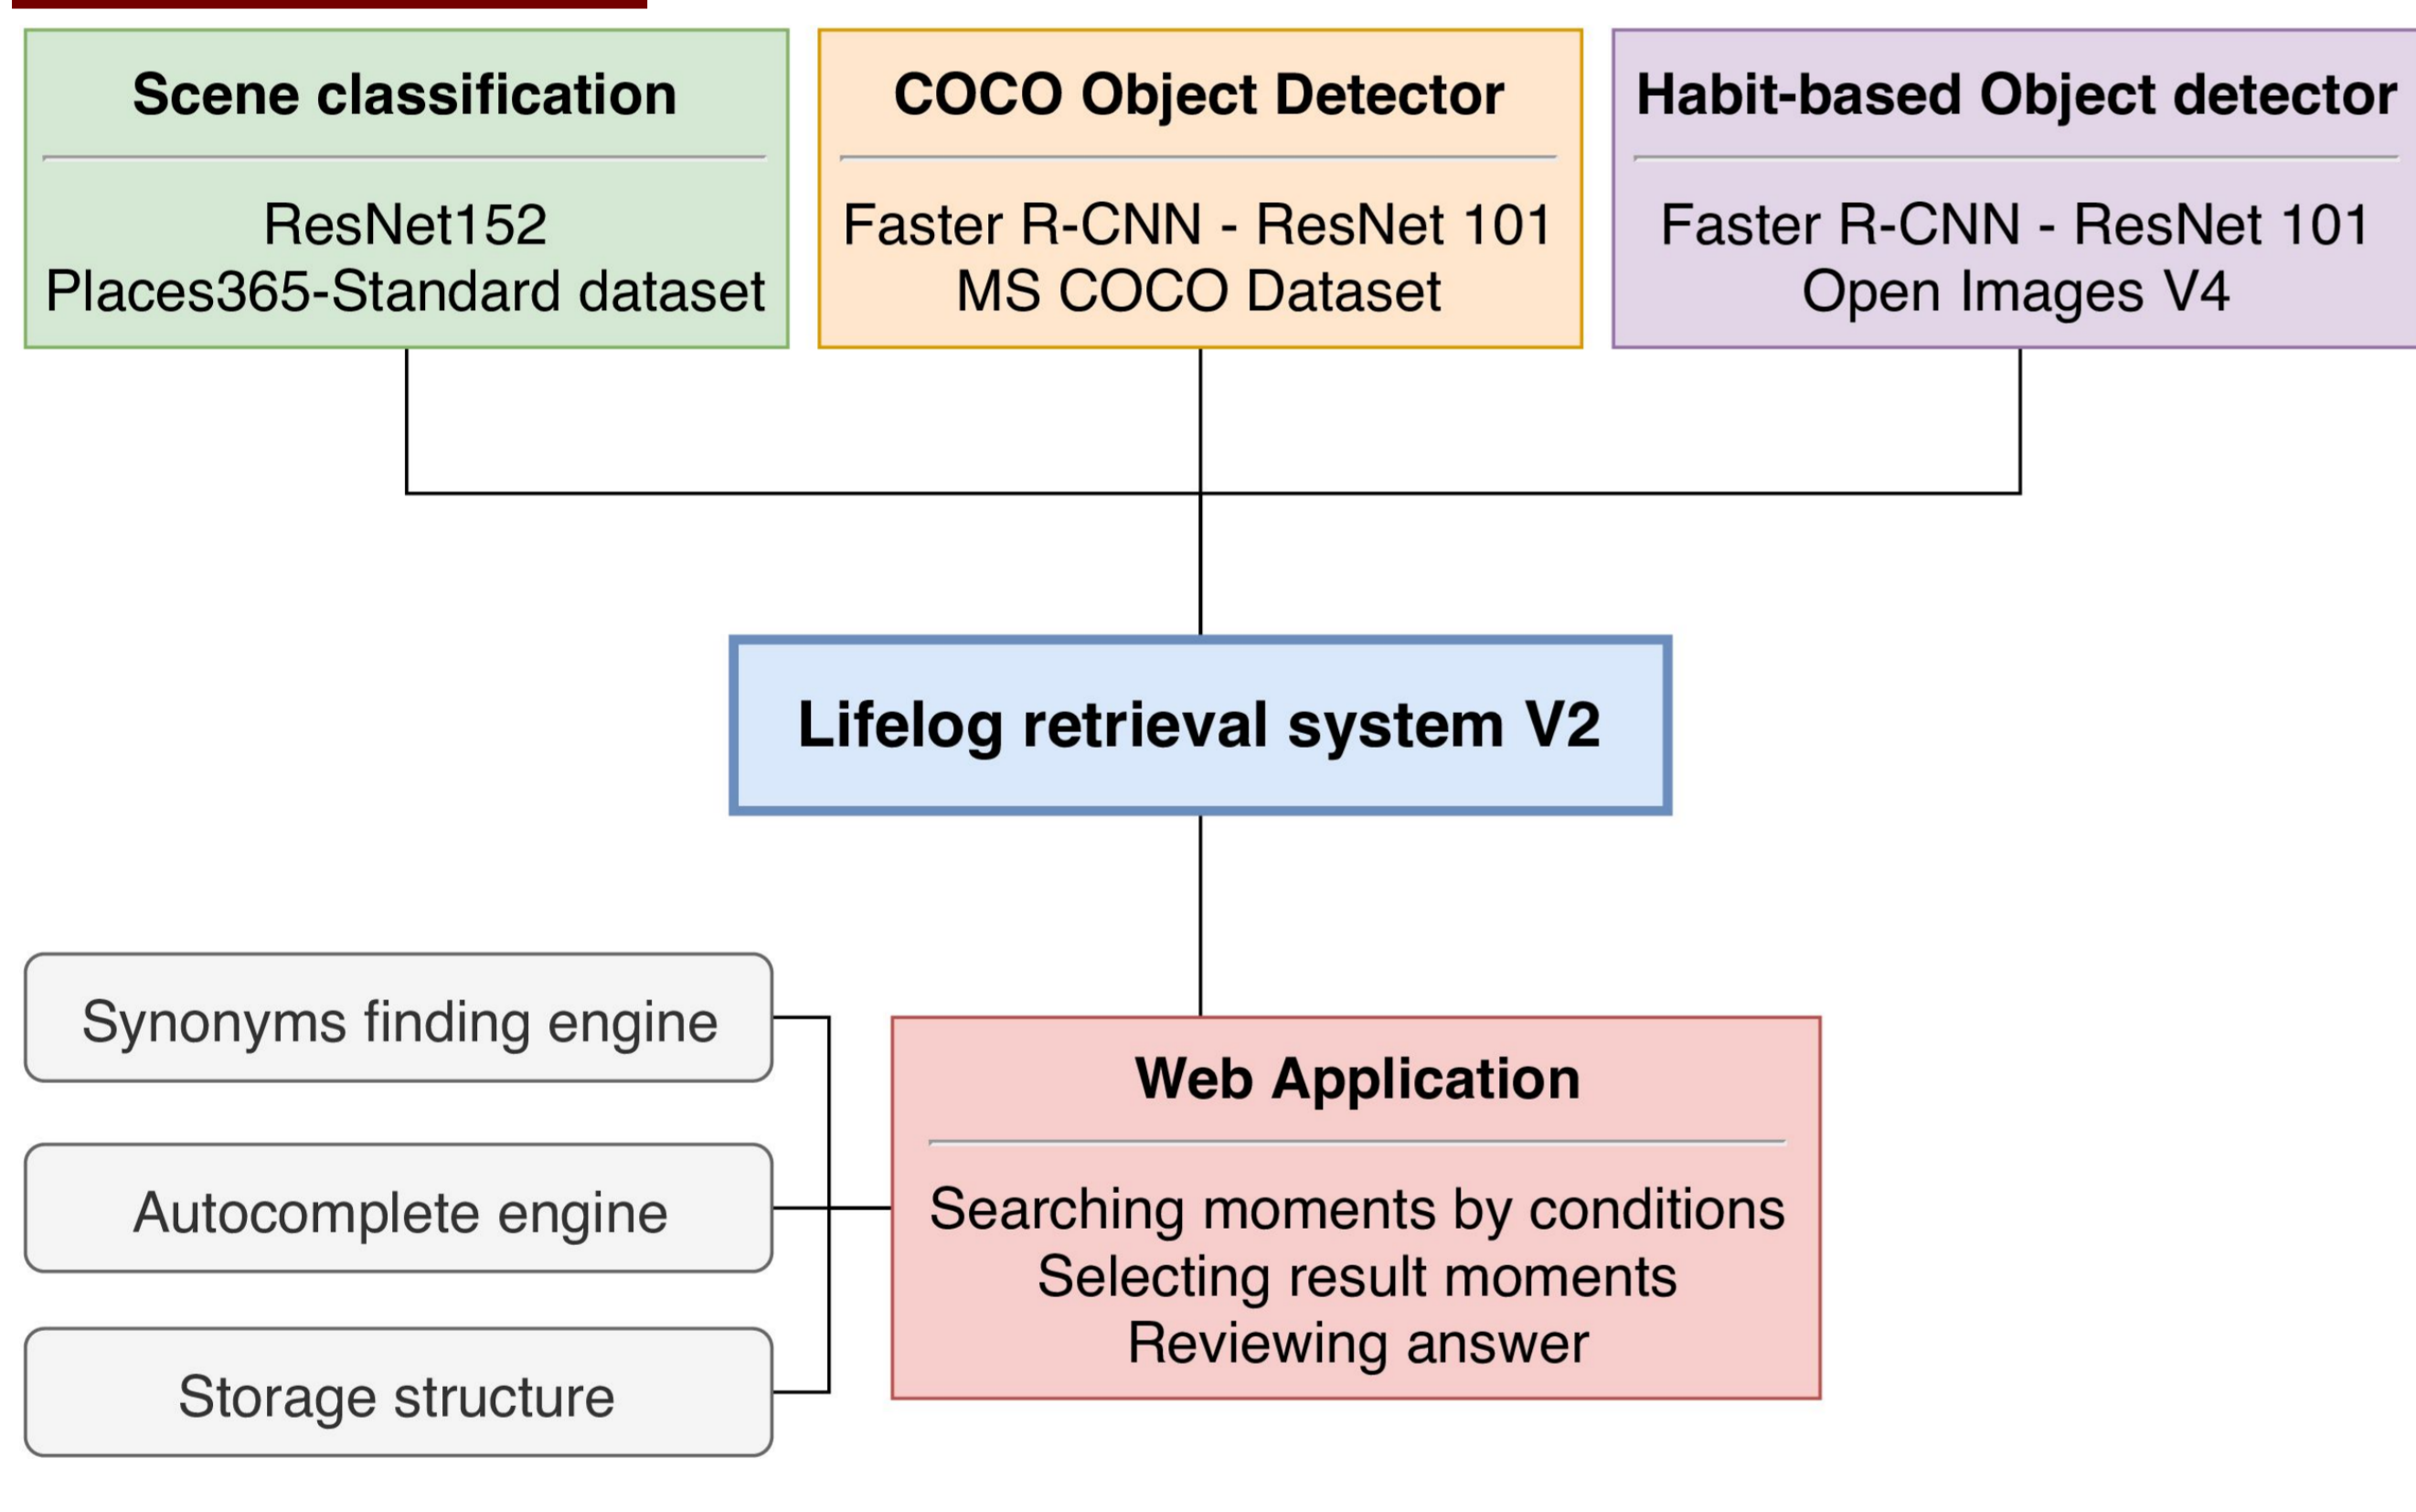 Scene classification
ResNet152
Places365-Standard dataset
COCO Object Detector
Faster R-CNN - ResNet 101
MS COCO Dataset
Habit-based Object detector
Faster R-CNN - ResNet 101
Open Images V4
Lifelog retrieval system V2
Synonyms finding engine
Autocomplete engine
Storage structure
Web Application
Searching moments by conditions
Selecting result moments
Reviewing answer